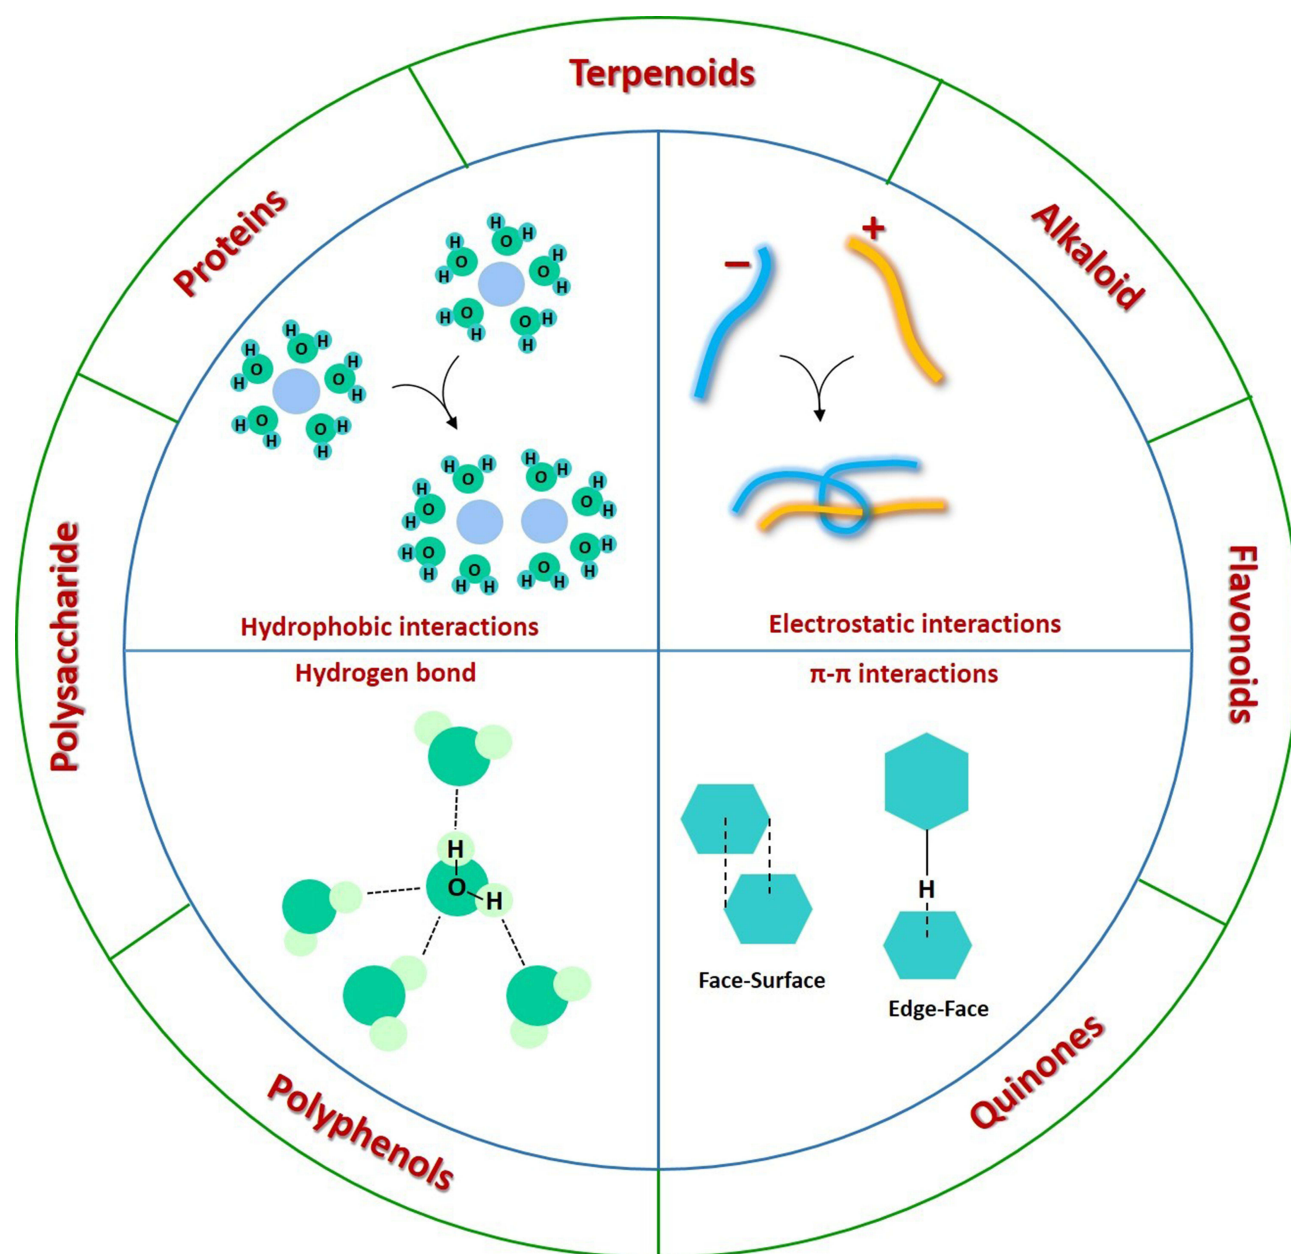 Terpenoids
Alkaloid
Flavonoids
Quinones
Polyphenols
Polysaccharide
Proteins
H H
O
H H
O O
H H
O O
H H
H
H H
O
H H
O O
H H
O O
H H
H H
H H H H
O O
H H
O O
H H
H H
O O
H H
O O
H H H H
Hydrophobic interactions
− +
Electrostatic interactions
Hydrogen bond
H
O
H
π-π interactions
H
Face-Surface
Edge-Face